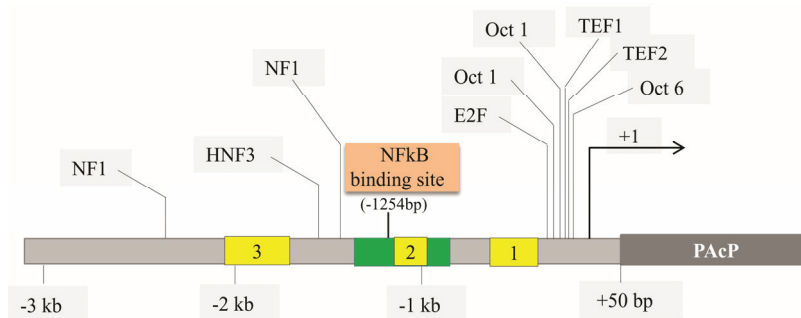 Oct 1
TEF1
NF1
TEF2
Oct 1
Oct 6
E2F
+1
HNF3
NFkB
binding site
NF1
(-1254bp)
3
2
1
PAcP
-3 kb
-2 kb
-1 kb
+50 bp